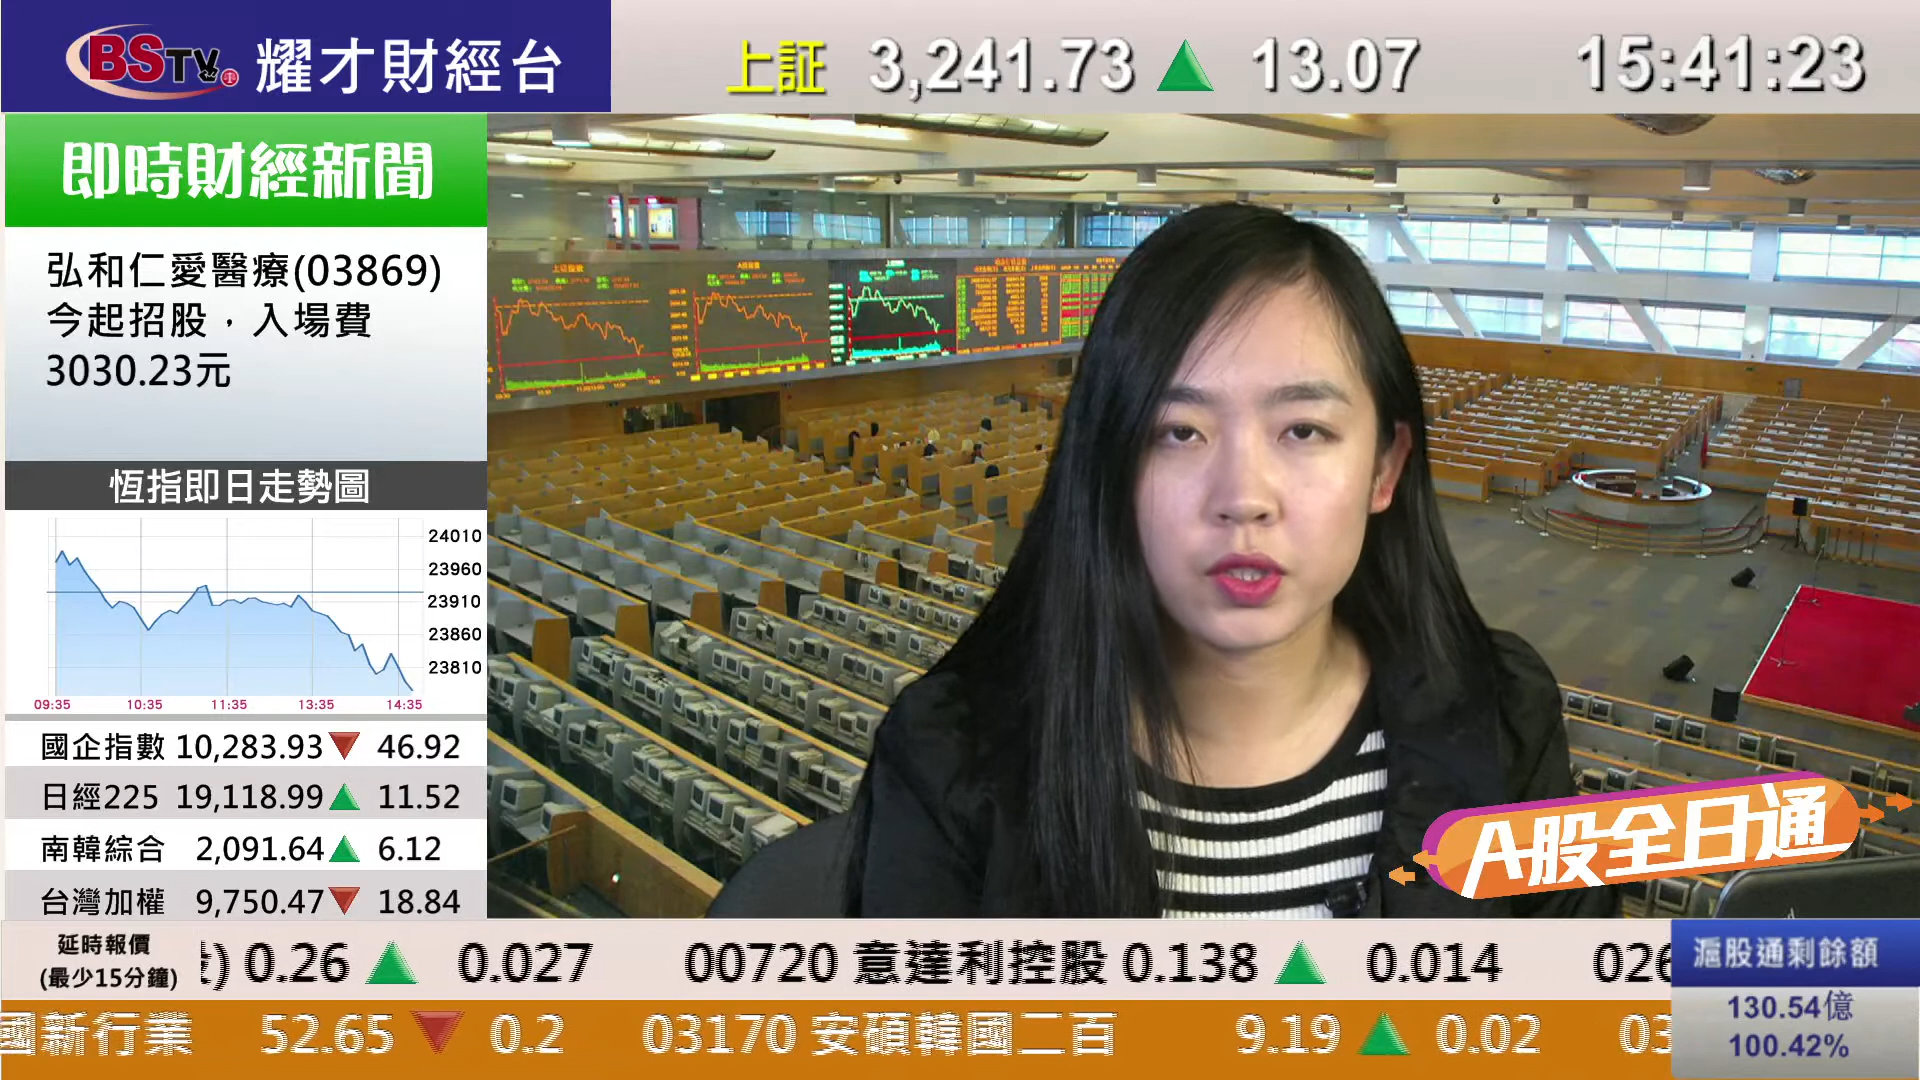 BSTV 耀才財經台
上証 3,241.73 ▲ 13.07 15:41:23
即時財經新聞
弘和仁愛醫療(03869)
今起招股，入場費
3030.23元
恆指即日走勢圖
24010
23960
23910
23860
23810
09:35 10:35 11:35 13:35 14:35
國企指數 10,283.93 ▼ 46.92
日經225 19,118.99 ▲ 11.52
南韓綜合 2,091.64 ▲ 6.12
台灣加權 9,750.47 ▼ 18.84
A股全日通
延時報價
(最少15分鐘)
) 0.26 ▲ 0.027 00720 意達利控股 0.138 ▲ 0.014 026
滬股通剩餘額
130.54億
100.42%
國新行業 52.65 ▼ 0.2 03170 安碩韓國二百 9.19 ▲ 0.02 03